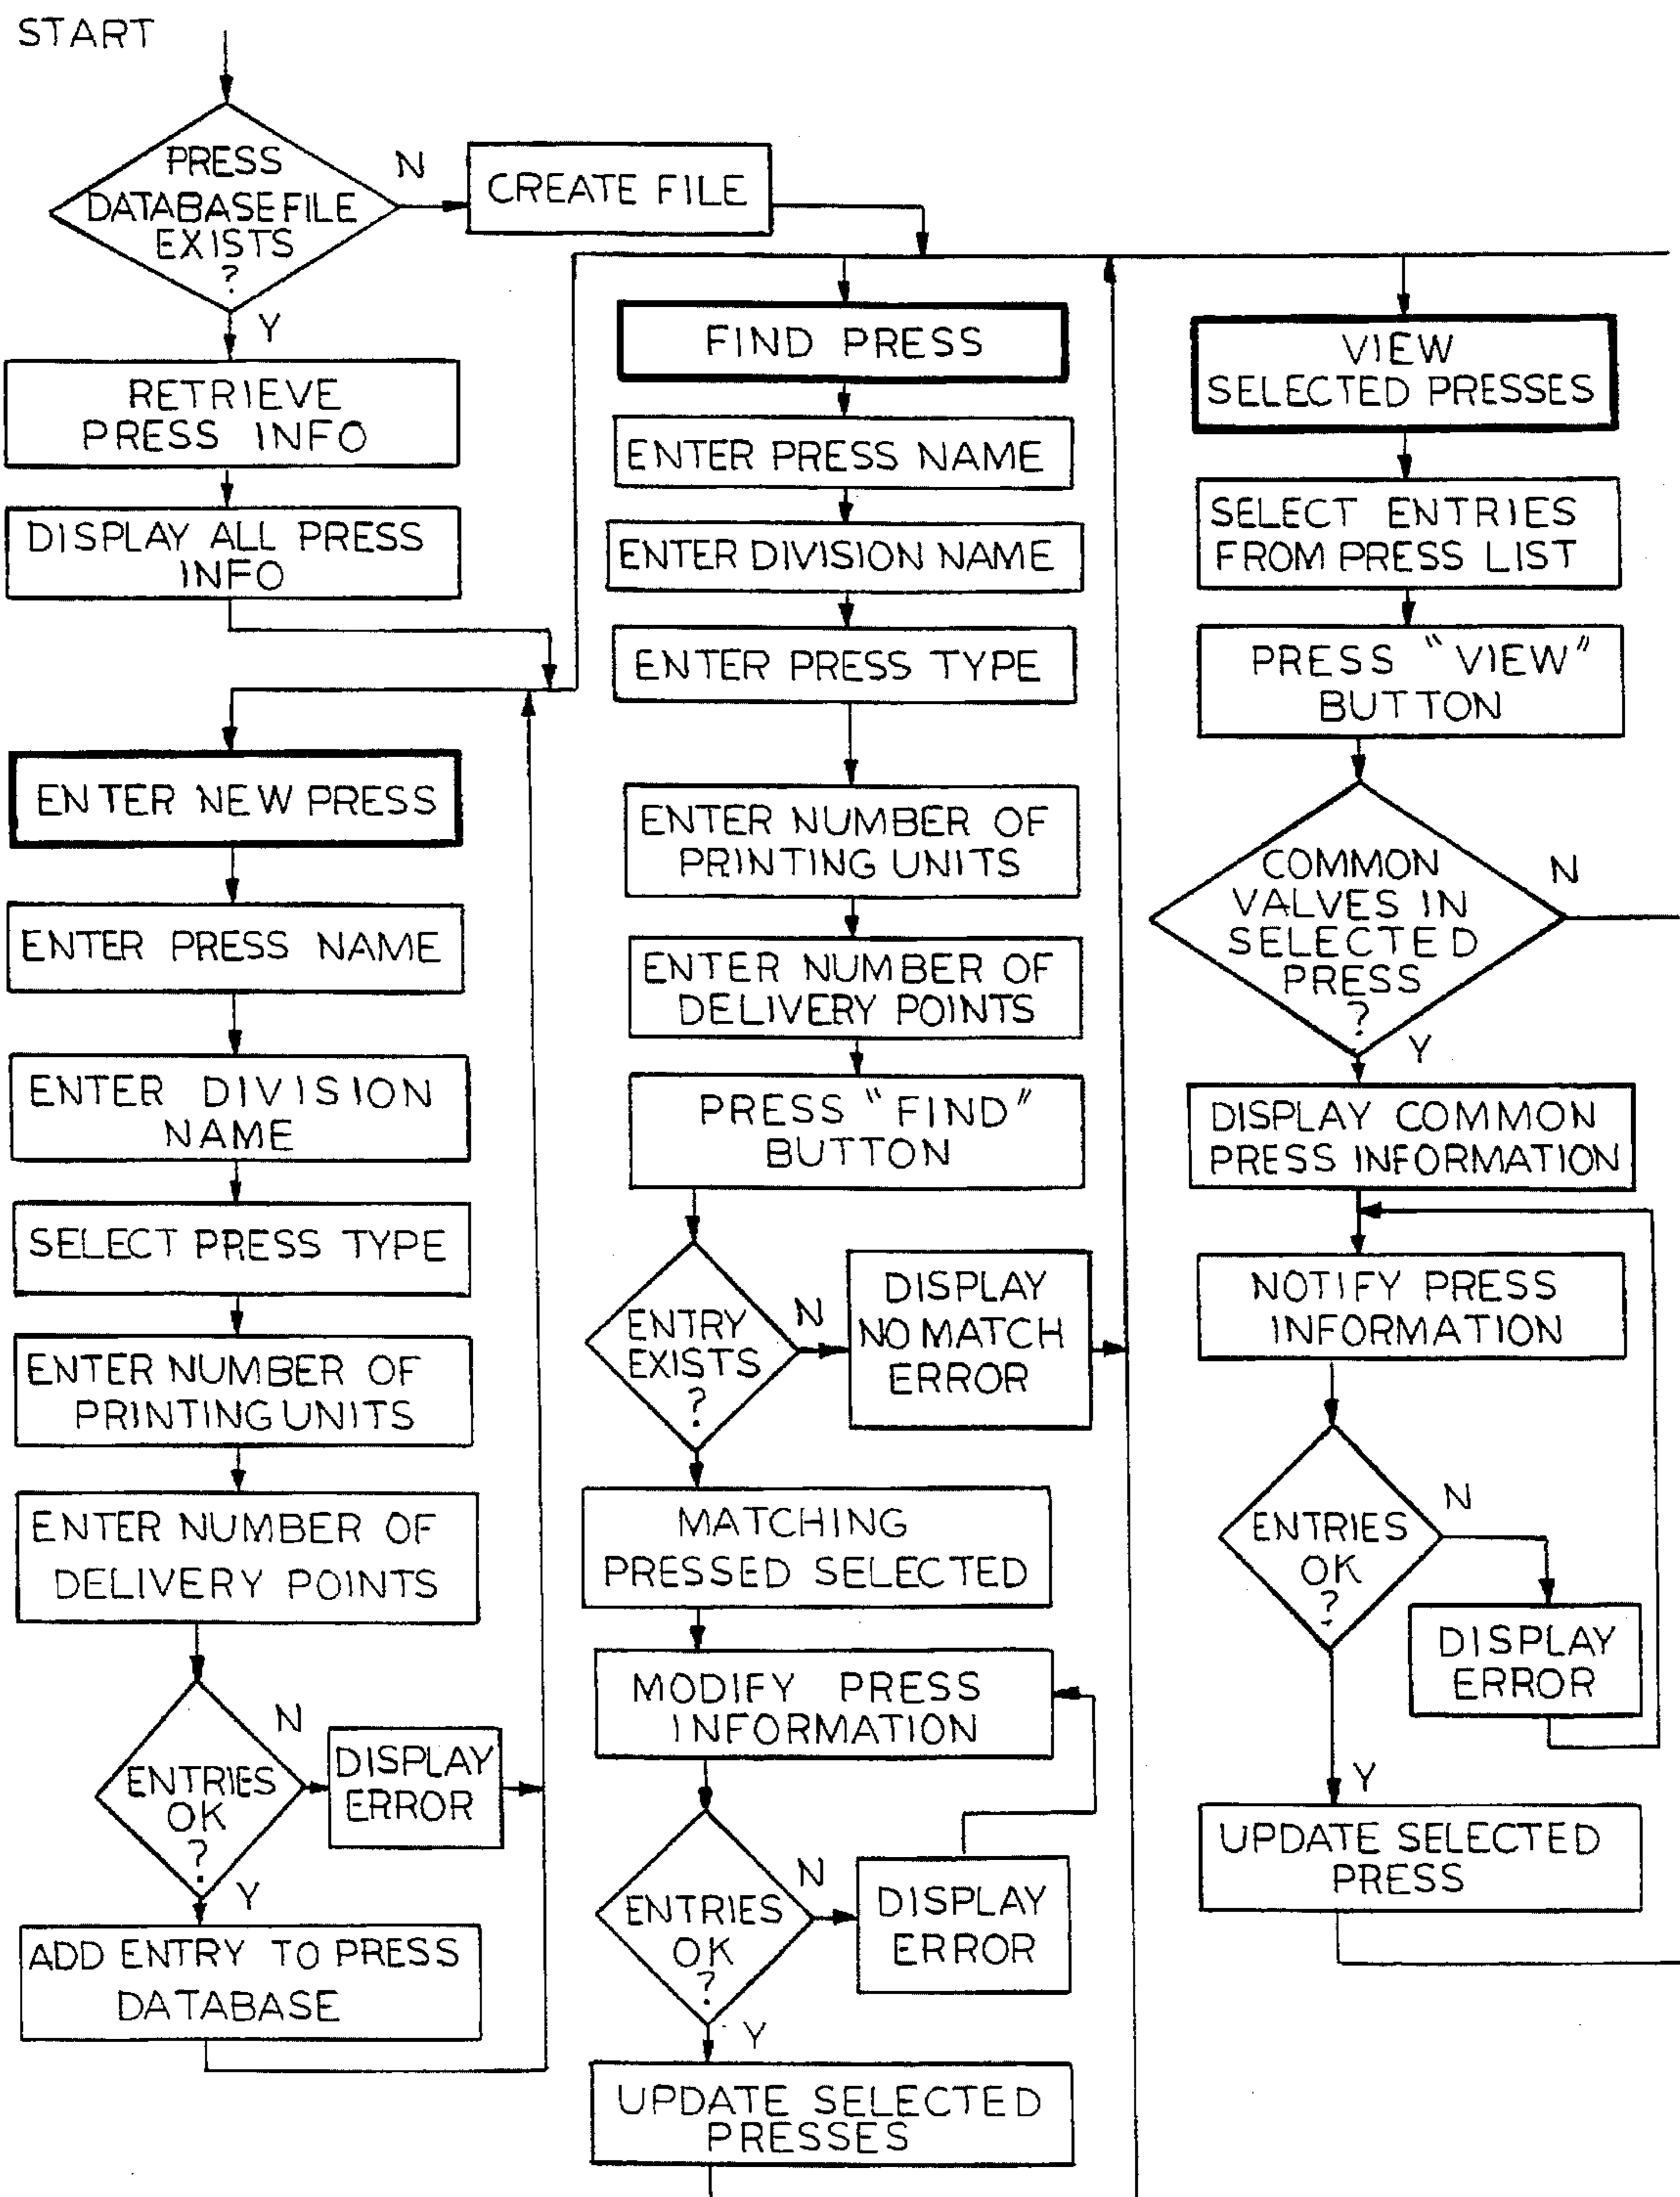 START
PRESS
DATABASE FILE
EXISTS
?
N
CREATE FILE
Y
RETRIEVE
PRESS INFO
DISPLAY ALL PRESS
INFO
ENTER NEW PRESS
ENTER PRESS NAME
ENTER DIVISION
NAME
SELECT PRESS TYPE
ENTER NUMBER OF
PRINTING UNITS
ENTER NUMBER OF
DELIVERY POINTS
ENTRIES
OK
?
N
DISPLAY
ERROR
Y
ADD ENTRY TO PRESS
DATABASE
FIND PRESS
ENTER PRESS NAME
ENTER DIVISION NAME
ENTER PRESS TYPE
ENTER NUMBER OF
PRINTING UNITS
ENTER NUMBER OF
DELIVERY POINTS
PRESS "FIND"
BUTTON
ENTRY
EXISTS
?
N
DISPLAY
NO MATCH
ERROR
MATCHING
PRESSED SELECTED
MODIFY PRESS
INFORMATION
ENTRIES
OK
?
N
DISPLAY
ERROR
Y
UPDATE SELECTED
PRESSES
VIEW
SELECTED PRESSES
SELECT ENTRIES
FROM PRESS LIST
PRESS "VIEW"
BUTTON
COMMON
VALVES IN
SELECTED
PRESS
?
N
Y
DISPLAY COMMON
PRESS INFORMATION
NOTIFY PRESS
INFORMATION
ENTRIES
OK
?
N
DISPLAY
ERROR
Y
UPDATE SELECTED
PRESS